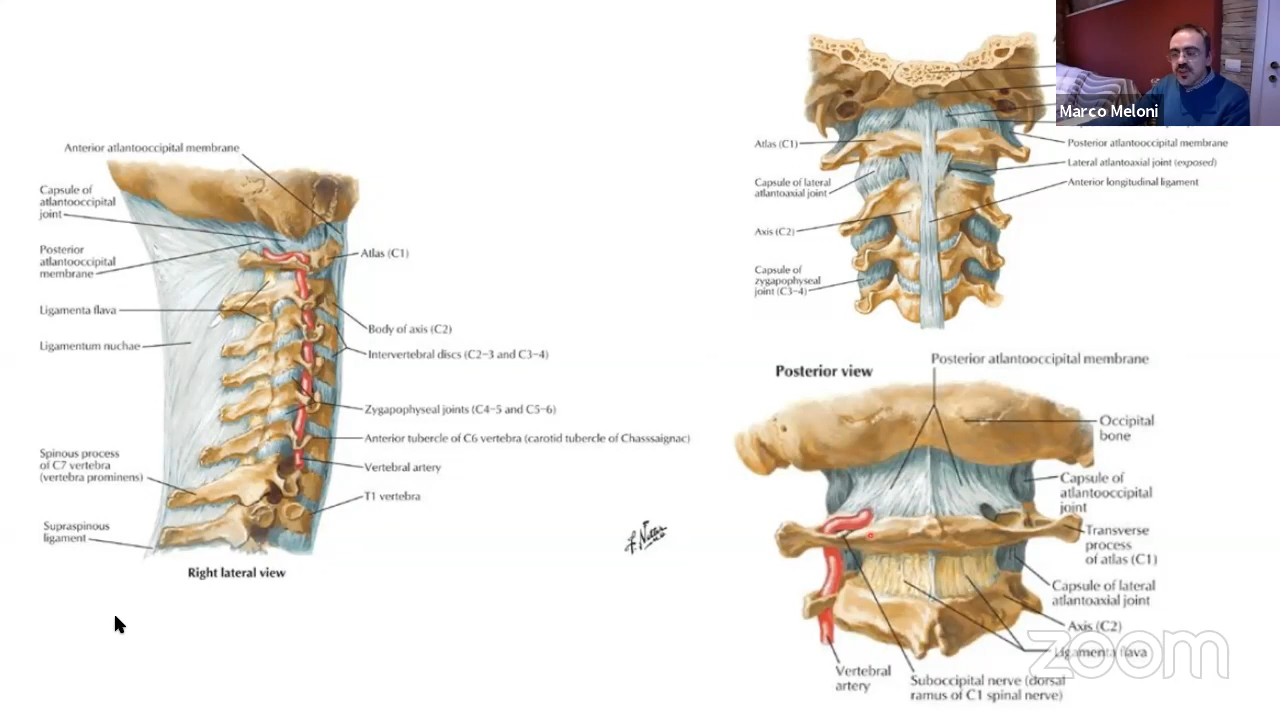 Anterior atlantooccipital membrane
Capsule of
atlantooccipital
joint
Posterior
atlantooccipital
membrane
Ligamenta flava
Ligamentum nuchae
Spinous process
of C7 vertebra
(vertebra prominens)
Supraspinous
ligament
Atlas (C1)
Body of axis (C2)
Intervertebral discs (C2–3 and C3–4)
Zygapophyseal joints (C4–5 and C5–6)
Anterior tubercle of C6 vertebra (carotid tubercle of Chasssaignac)
Vertebral artery
T1 vertebra
Right lateral view
F. Netter
Marco Meloni
Atlas (C1)
Capsule of lateral
atlantoaxial joint
Axis (C2)
Capsule of
zygapophyseal
joint (C3–4)
Posterior atlantooccipital membrane
Lateral atlantoaxial joint (exposed)
Anterior longitudinal ligament
Posterior view
Posterior atlantooccipital membrane
Occipital
bone
Capsule of
atlantooccipital
joint
Transverse
process
of atlas (C1)
Capsule of lateral
atlantoaxial joint
Axis (C2)
Ligamenta flava
Vertebral
artery
Suboccipital nerve (dorsal
ramus of C1 spinal nerve)
zoom